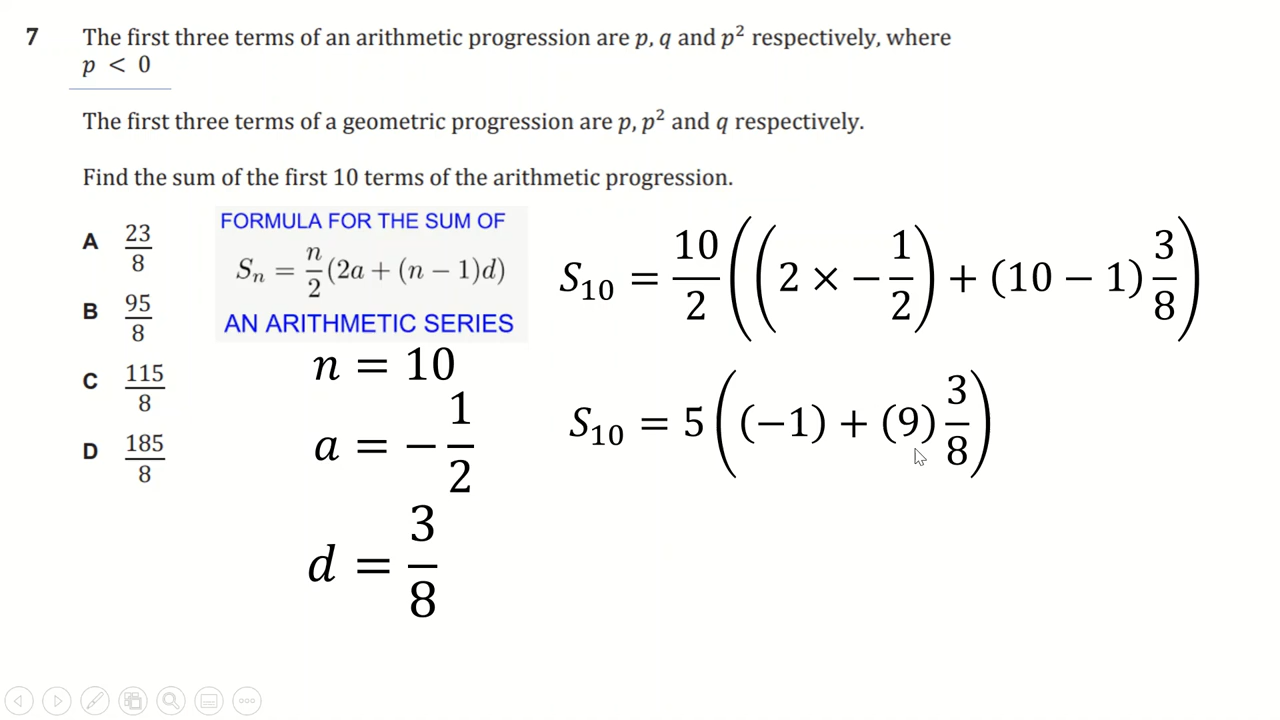 7 The first three terms of an arithmetic progression are p, q and p² respectively, where
p < 0
The first three terms of a geometric progression are p, p² and q respectively.
Find the sum of the first 10 terms of the arithmetic progression.
A 23/8
B 95/8
C 115/8
D 185/8
FORMULA FOR THE SUM OF
Sₙ = n/2 (2a + (n − 1)d)
AN ARITHMETIC SERIES
n = 10
a = −1/2
d = 3/8
S₁₀ = 10/2 ((2 × −1/2) + (10 − 1) 3/8)
S₁₀ = 5 ((−1) + (9) 3/8)